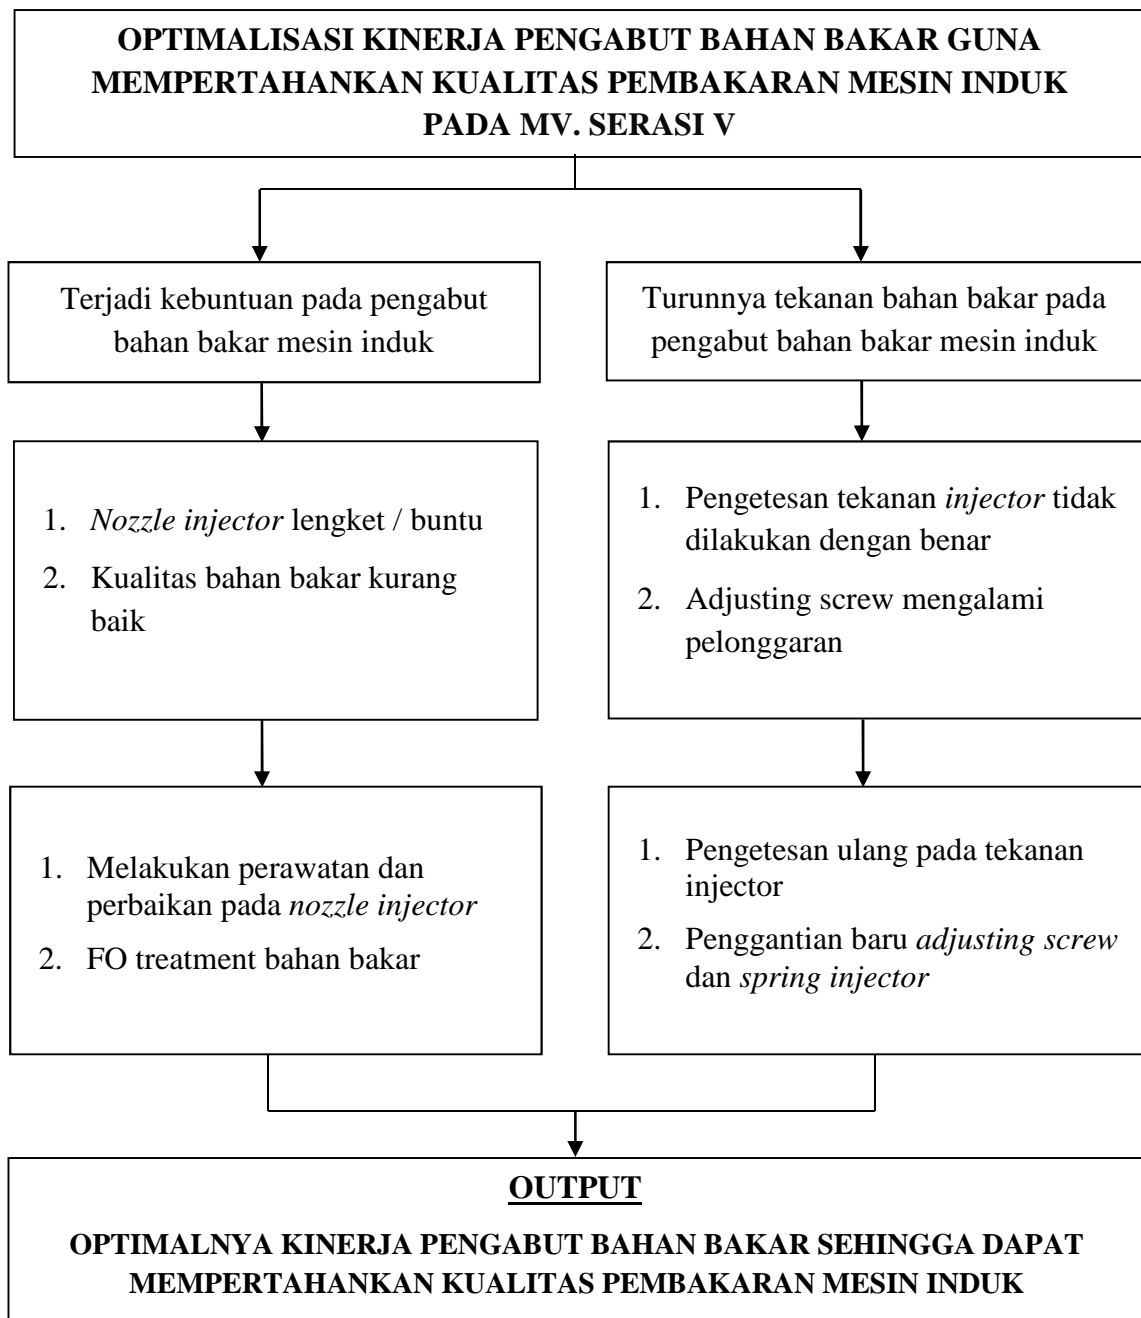 OPTIMALISASI KINERJA PENGABUT BAHAN BAKAR GUNA
MEMPERTAHANKAN KUALITAS PEMBAKARAN MESIN INDUK
PADA MV. SERASI V
Terjadi kebuntuan pada pengabut
bahan bakar mesin induk
Turunnya tekanan bahan bakar pada
pengabut bahan bakar mesin induk
1. Nozzle injector lengket / buntu
2. Kualitas bahan bakar kurang
baik
1. Pengetesan tekanan injector tidak
dilakukan dengan benar
2. Adjusting screw mengalami
pelonggaran
1. Melakukan perawatan dan
perbaikan pada nozzle injector
2. FO treatment bahan bakar
1. Pengetesan ulang pada tekanan
injector
2. Penggantian baru adjusting screw
dan spring injector
OUTPUT
OPTIMALNYA KINERJA PENGABUT BAHAN BAKAR SEHINGGA DAPAT
MEMPERTAHANKAN KUALITAS PEMBAKARAN MESIN INDUK